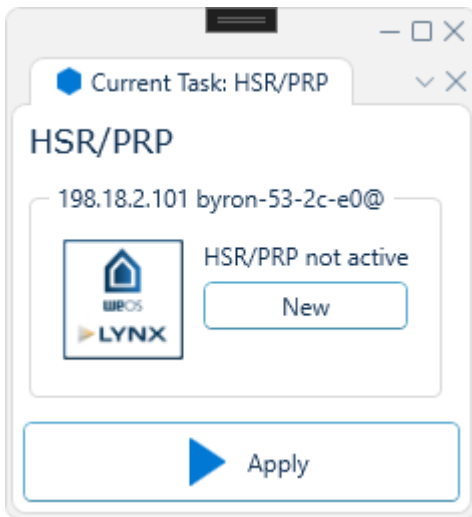 Current Task: HSR/PRP
HSR/PRP
198.18.2.101 byron-53-2c-e0@
HSR/PRP not active
WeOS
LYNX
New
Apply